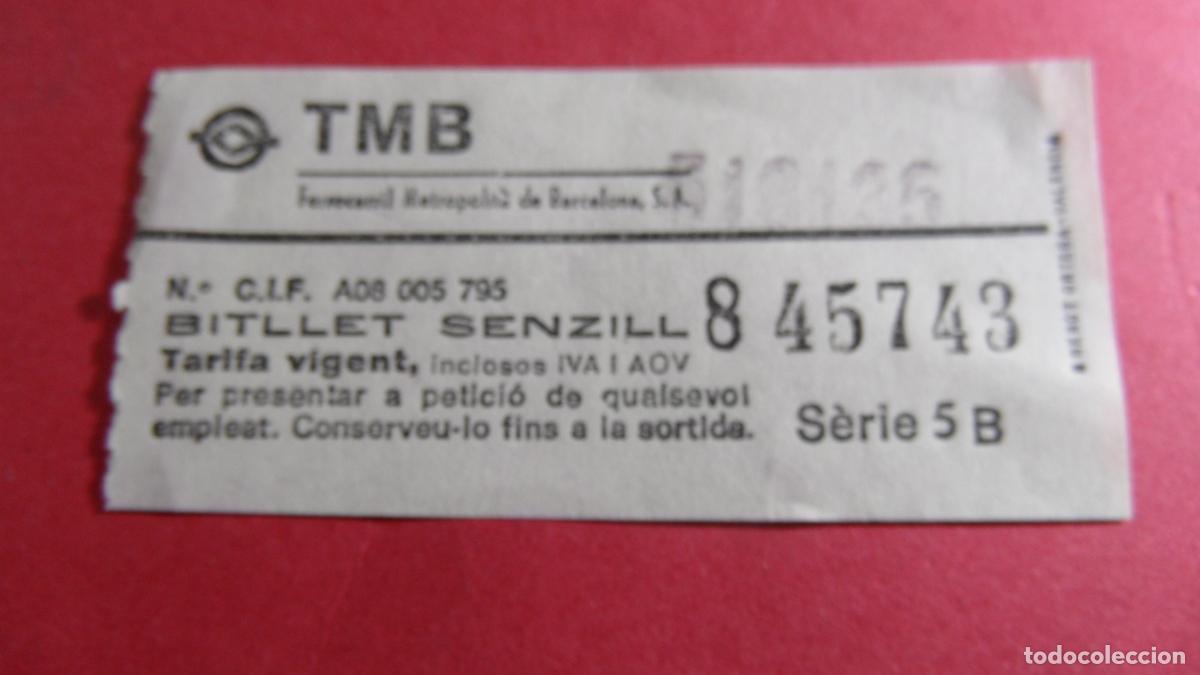 TMB
Ferrocarril Metropolità de Barcelona, S.A.
N.º C.I.F. A08 005 795
BITLLET SENZILL 8 45743
Tarifa vigent, inclosos IVA I AOV
Per presentar a petició de qualsevol
empleat. Conserveu-lo fins a la sortida. Sèrie 5 B
todocoleccion